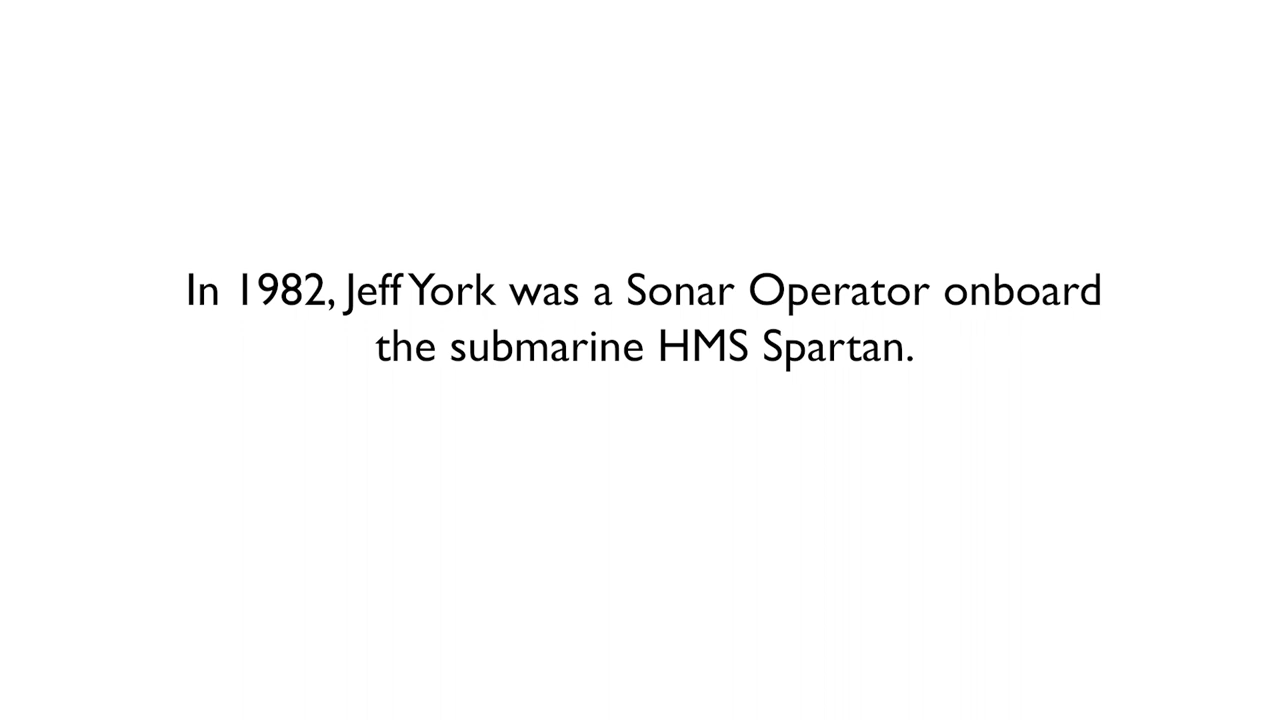 In 1982, Jeff York was a Sonar Operator onboard
the submarine HMS Spartan.